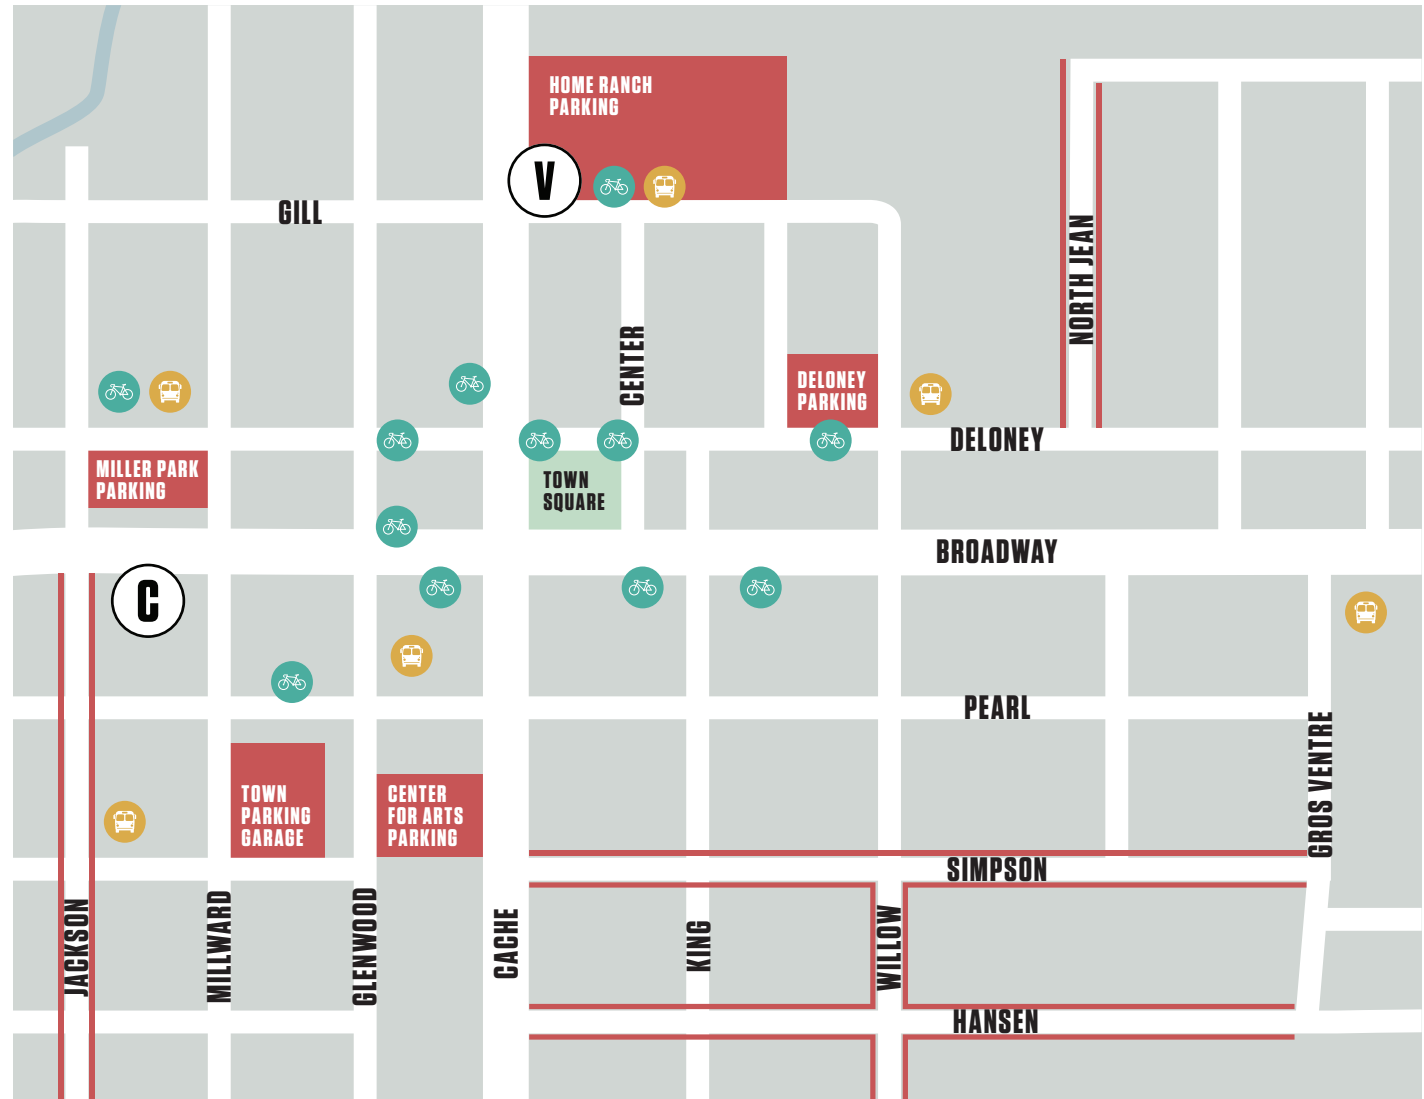 HOME RANCH
PARKING
V
GILL
NORTH JEAN
CENTER
DELONEY
PARKING
DELONEY
MILLER PARK
PARKING
TOWN
SQUARE
BROADWAY
C
PEARL
GROS VENTRE
TOWN
PARKING
GARAGE
CENTER
FOR ARTS
PARKING
SIMPSON
JACKSON
MILLWARD
GLENWOOD
CACHE
KING
WILLOW
HANSEN